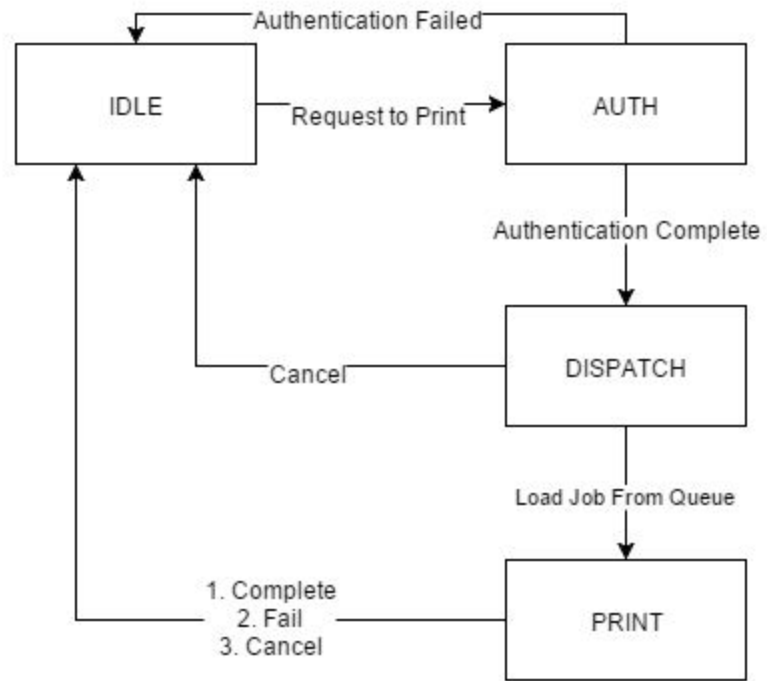 Authentication Failed
IDLE
Request to Print
AUTH
Authentication Complete
DISPATCH
Cancel
Load Job From Queue
1. Complete
2. Fail
3. Cancel
PRINT